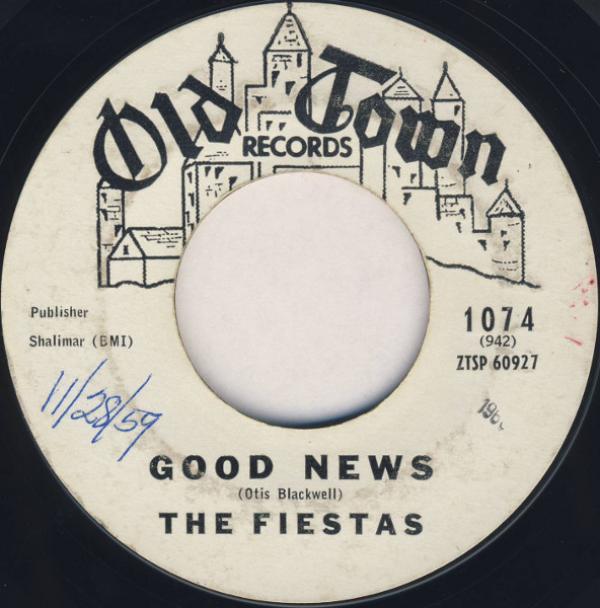 Old Town
RECORDS
Publisher
Shalimar (BMI)
1074
(942)
ZTSP 60927
11/28/59
GOOD NEWS
(Otis Blackwell)
THE FIESTAS